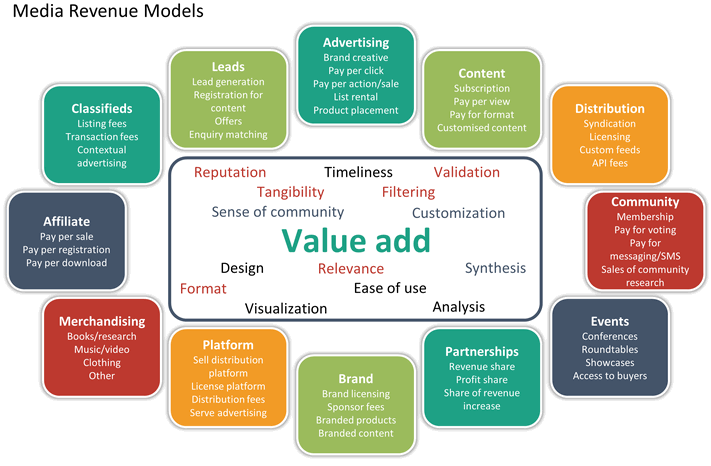 Media Revenue Models
Advertising
Brand creative
Pay per click
Pay per action/sale
List rental
Product placement
Leads
Lead generation
Registration for
content
Offers
Enquiry matching
Content
Subscription
Pay per view
Pay for format
Customised content
Classifieds
Listing fees
Transaction fees
Contextual
advertising
Distribution
Syndication
Licensing
Custom feeds
API fees
Reputation
Timeliness
Validation
Tangibility
Filtering
Sense of community
Customization
Value add
Design
Relevance
Synthesis
Format
Ease of use
Visualization
Analysis
Affiliate
Pay per sale
Pay per registration
Pay per download
Community
Membership
Pay for voting
Pay for
messaging/SMS
Sales of community
research
Merchandising
Books/research
Music/video
Clothing
Other
Platform
Sell distribution
platform
License platform
Distribution fees
Serve advertising
Brand
Brand licensing
Sponsor fees
Branded products
Branded content
Partnerships
Revenue share
Profit share
Share of revenue
increase
Events
Conferences
Roundtables
Showcases
Access to buyers